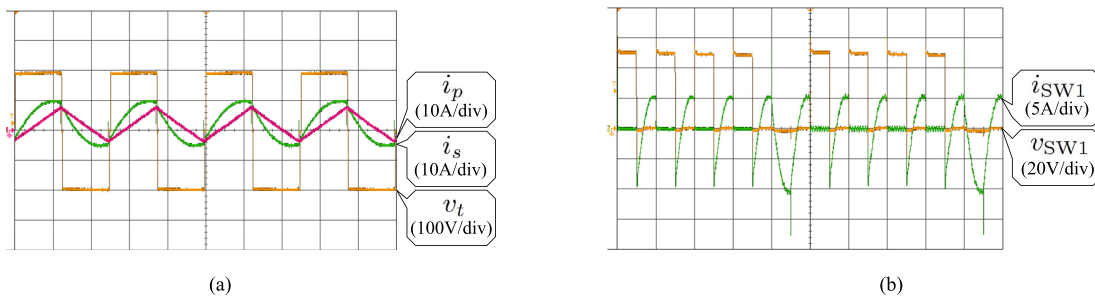 i_p
(10A/div)
i_s
(10A/div)
v_t
(100V/div)
i_SW1
(5A/div)
v_SW1
(20V/div)
(a)
(b)